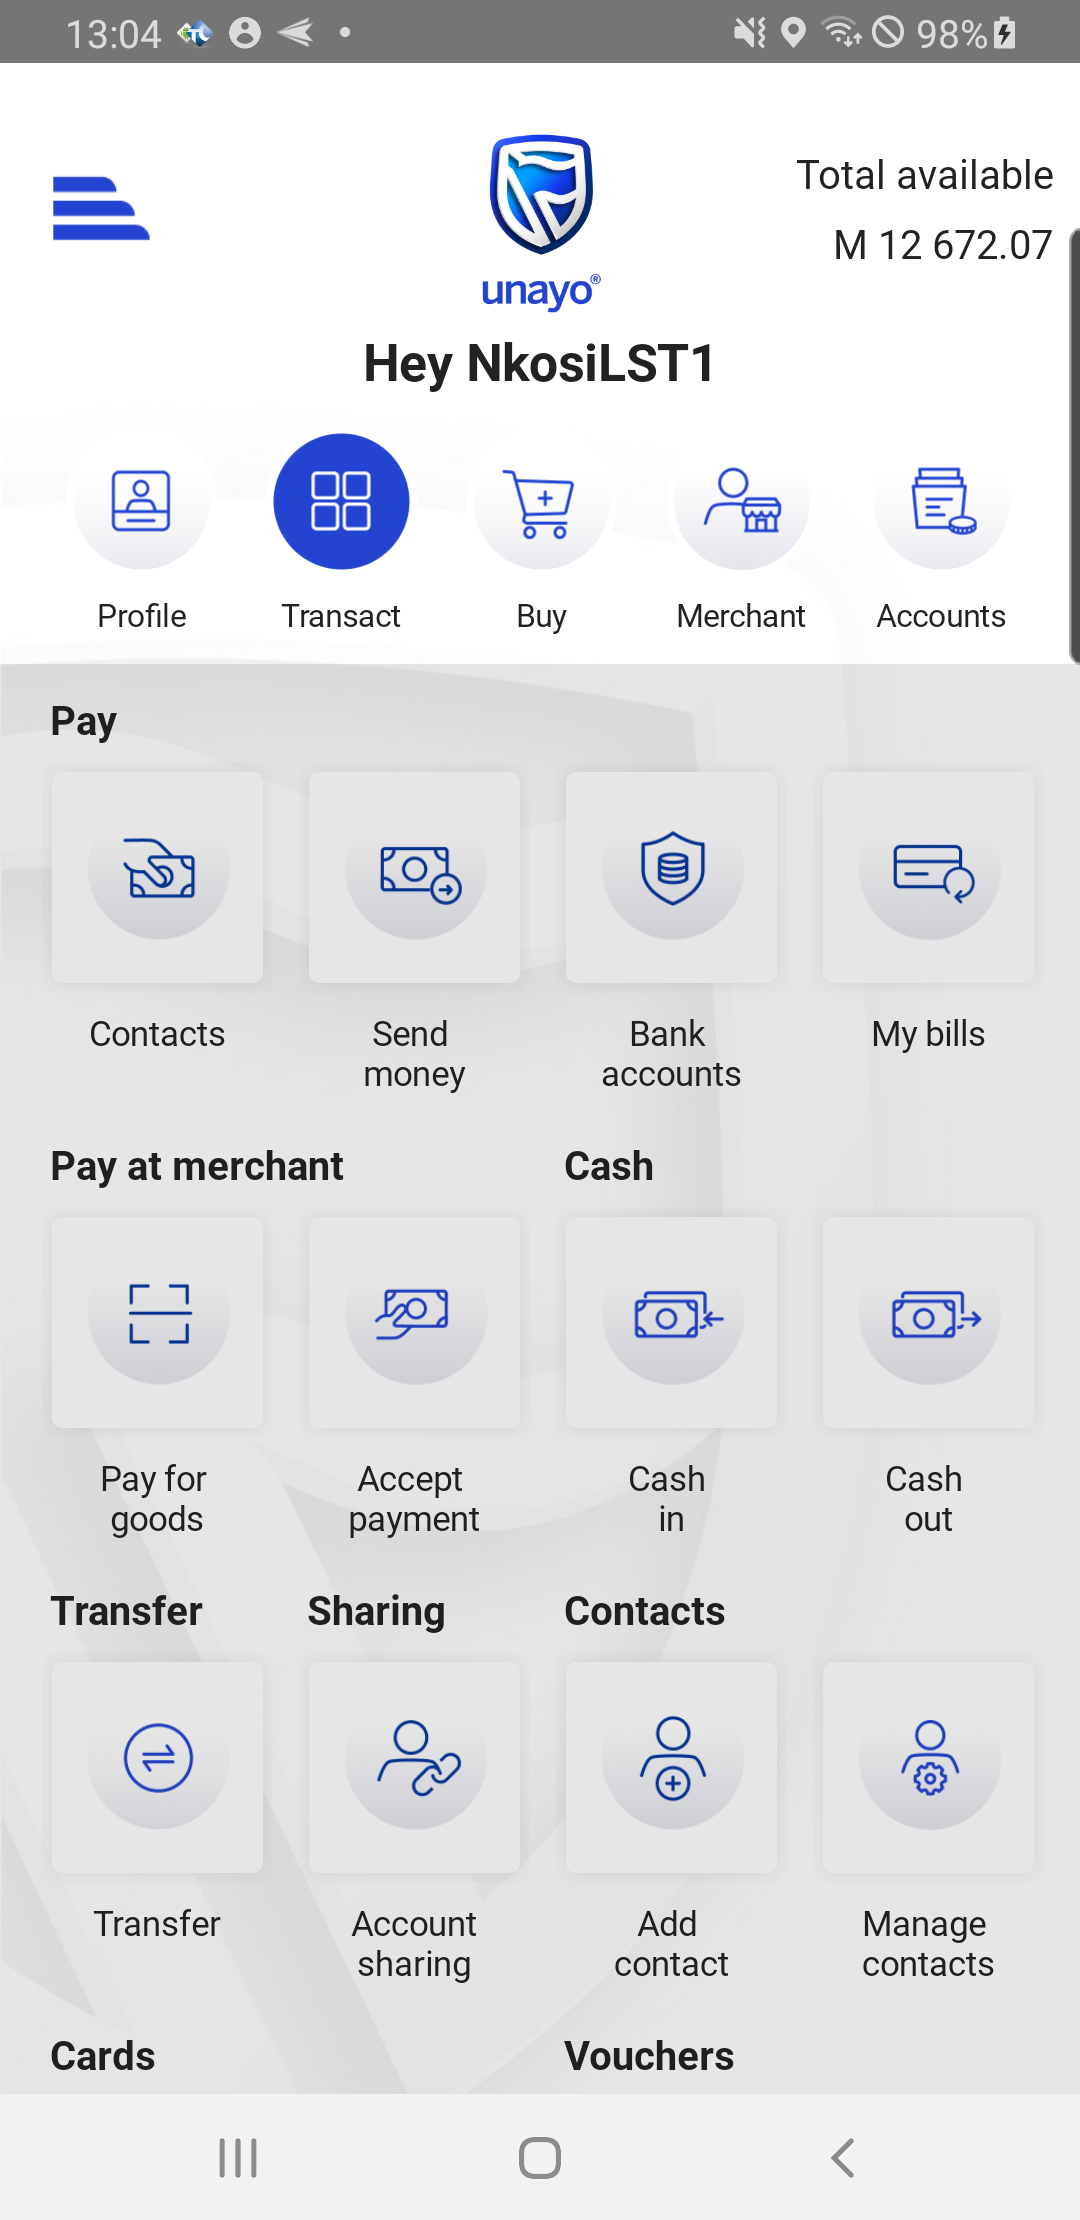 13:04
98%
Total available
M 12 672.07
unayo®
Hey NkosiLST1
Profile
Transact
Buy
Merchant
Accounts
Pay
Contacts
Send
money
Bank
accounts
My bills
Pay at merchant
Cash
Pay for
goods
Accept
payment
Cash
in
Cash
out
Transfer
Sharing
Contacts
Transfer
Account
sharing
Add
contact
Manage
contacts
Cards
Vouchers